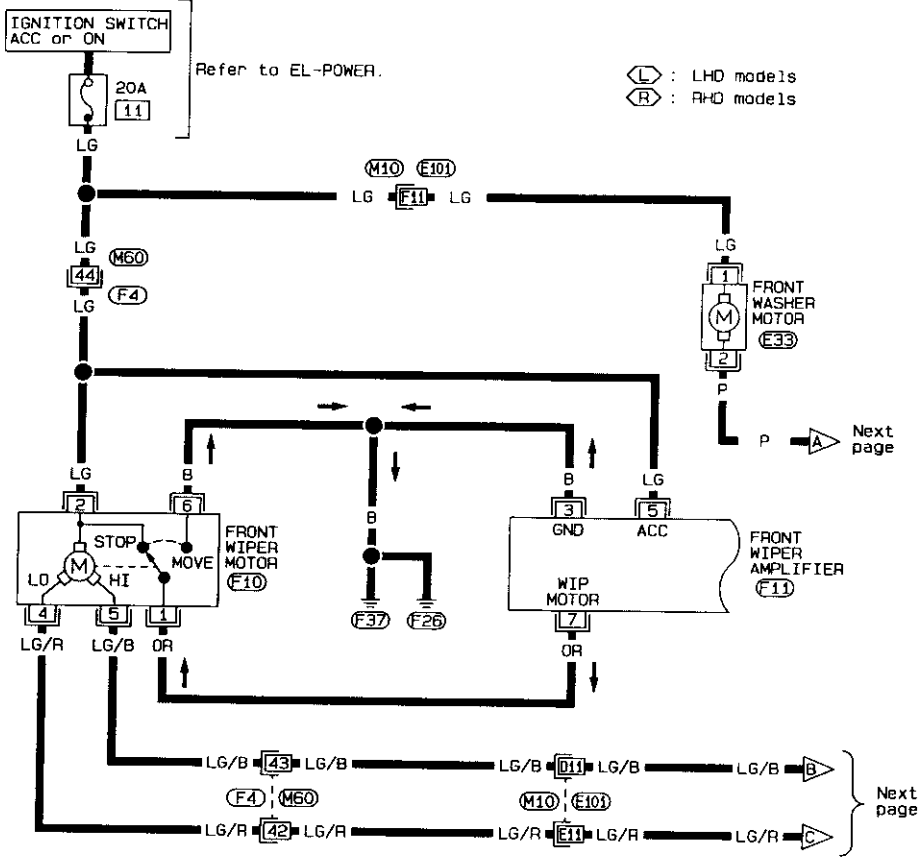 IGNITION SWITCH
ACC or ON
Refer to EL-POWER.
20A
11
L : LHD models
R : RHD models
LG
M10 E101
LG F11 LG
LG
M60
44
F4
LG
LG
1
FRONT
WASHER
MOTOR
E33
M
2
P
P A Next
page
LG
2
B
6
B
B
3
GND
LG
5
ACC
STOP
MOVE
M
LO
HI
FRONT
WIPER
MOTOR
F10
FRONT
WIPER
AMPLIFIER
F11
WIP
MOTOR
7
OR
F37 F26
4
5
1
LG/R LG/B OR
LG/B 43 LG/B LG/B D11 LG/B LG/B B
F4 M60 M10 E101
Next
page
LG/R 42 LG/R LG/R E11 LG/R LG/R C